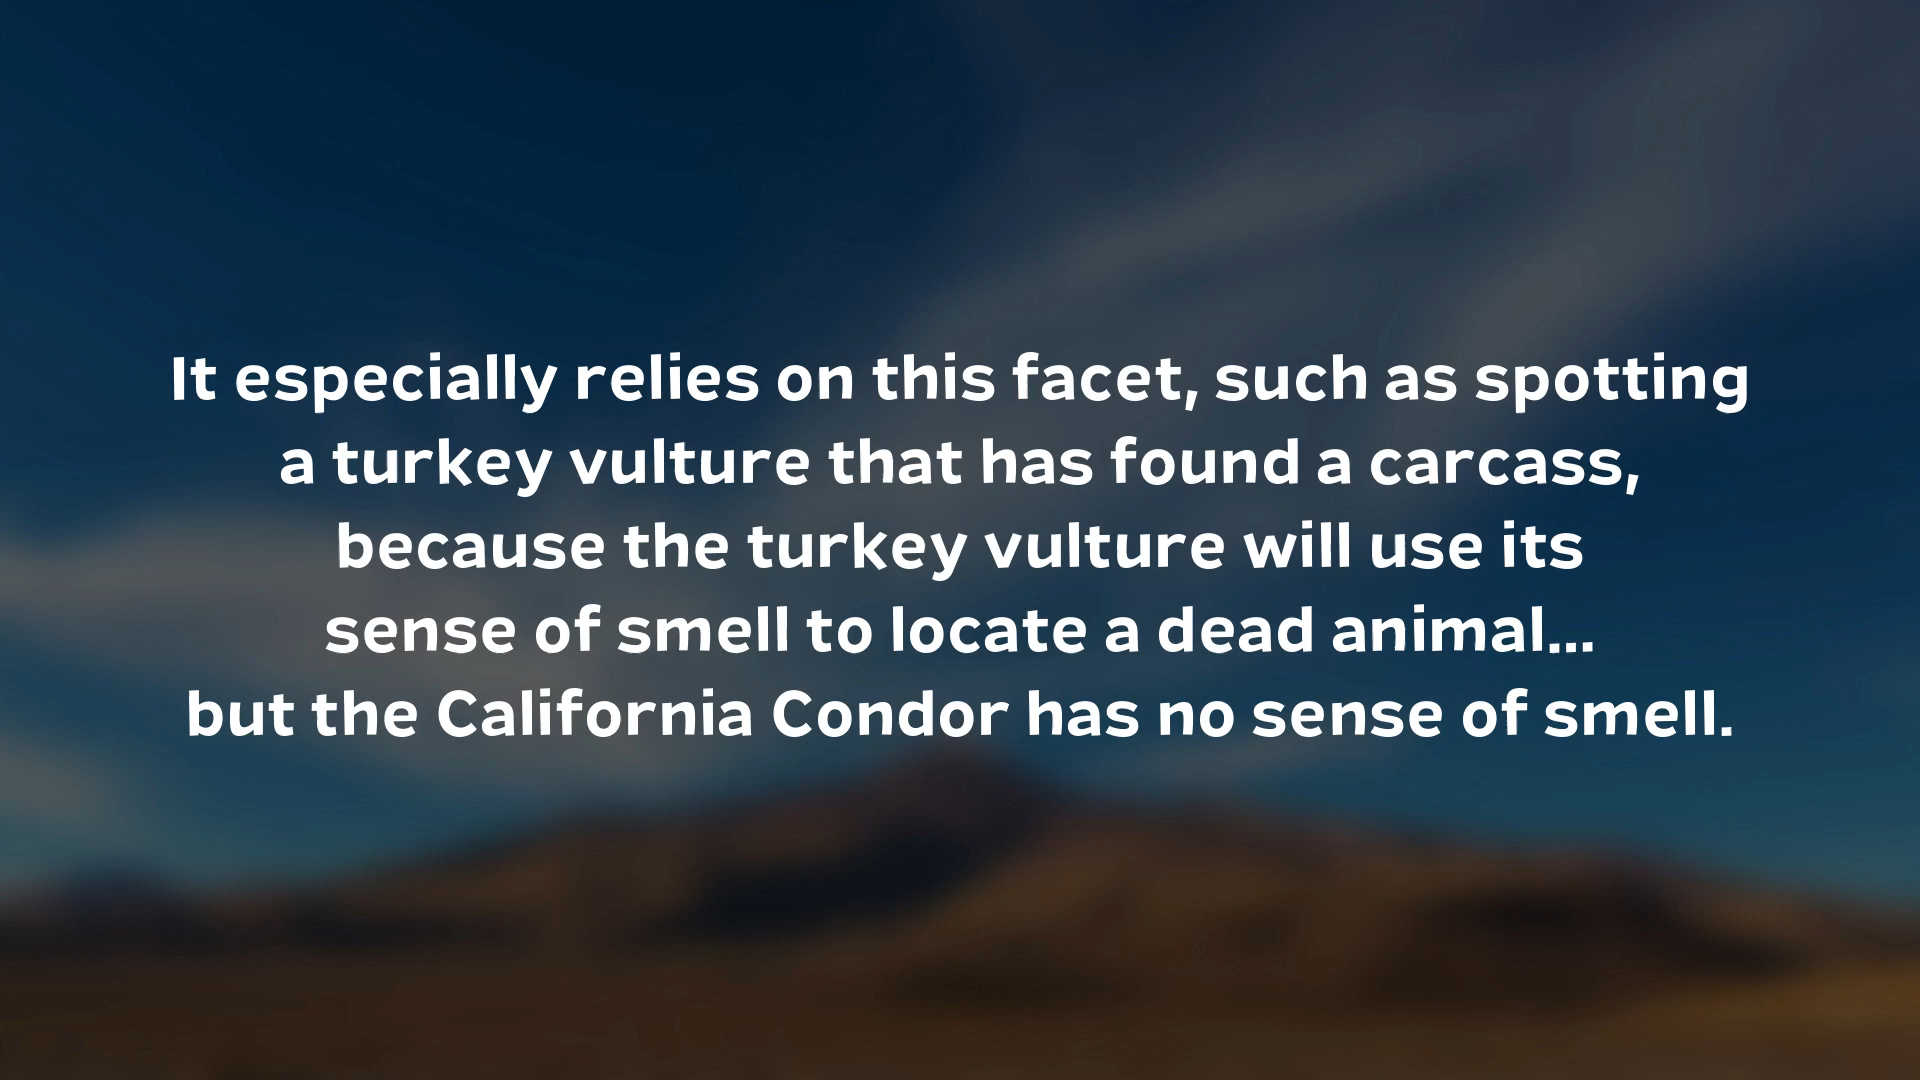 It especially relies on this facet, such as spotting
a turkey vulture that has found a carcass,
because the turkey vulture will use its
sense of smell to locate a dead animal...
but the California Condor has no sense of smell.